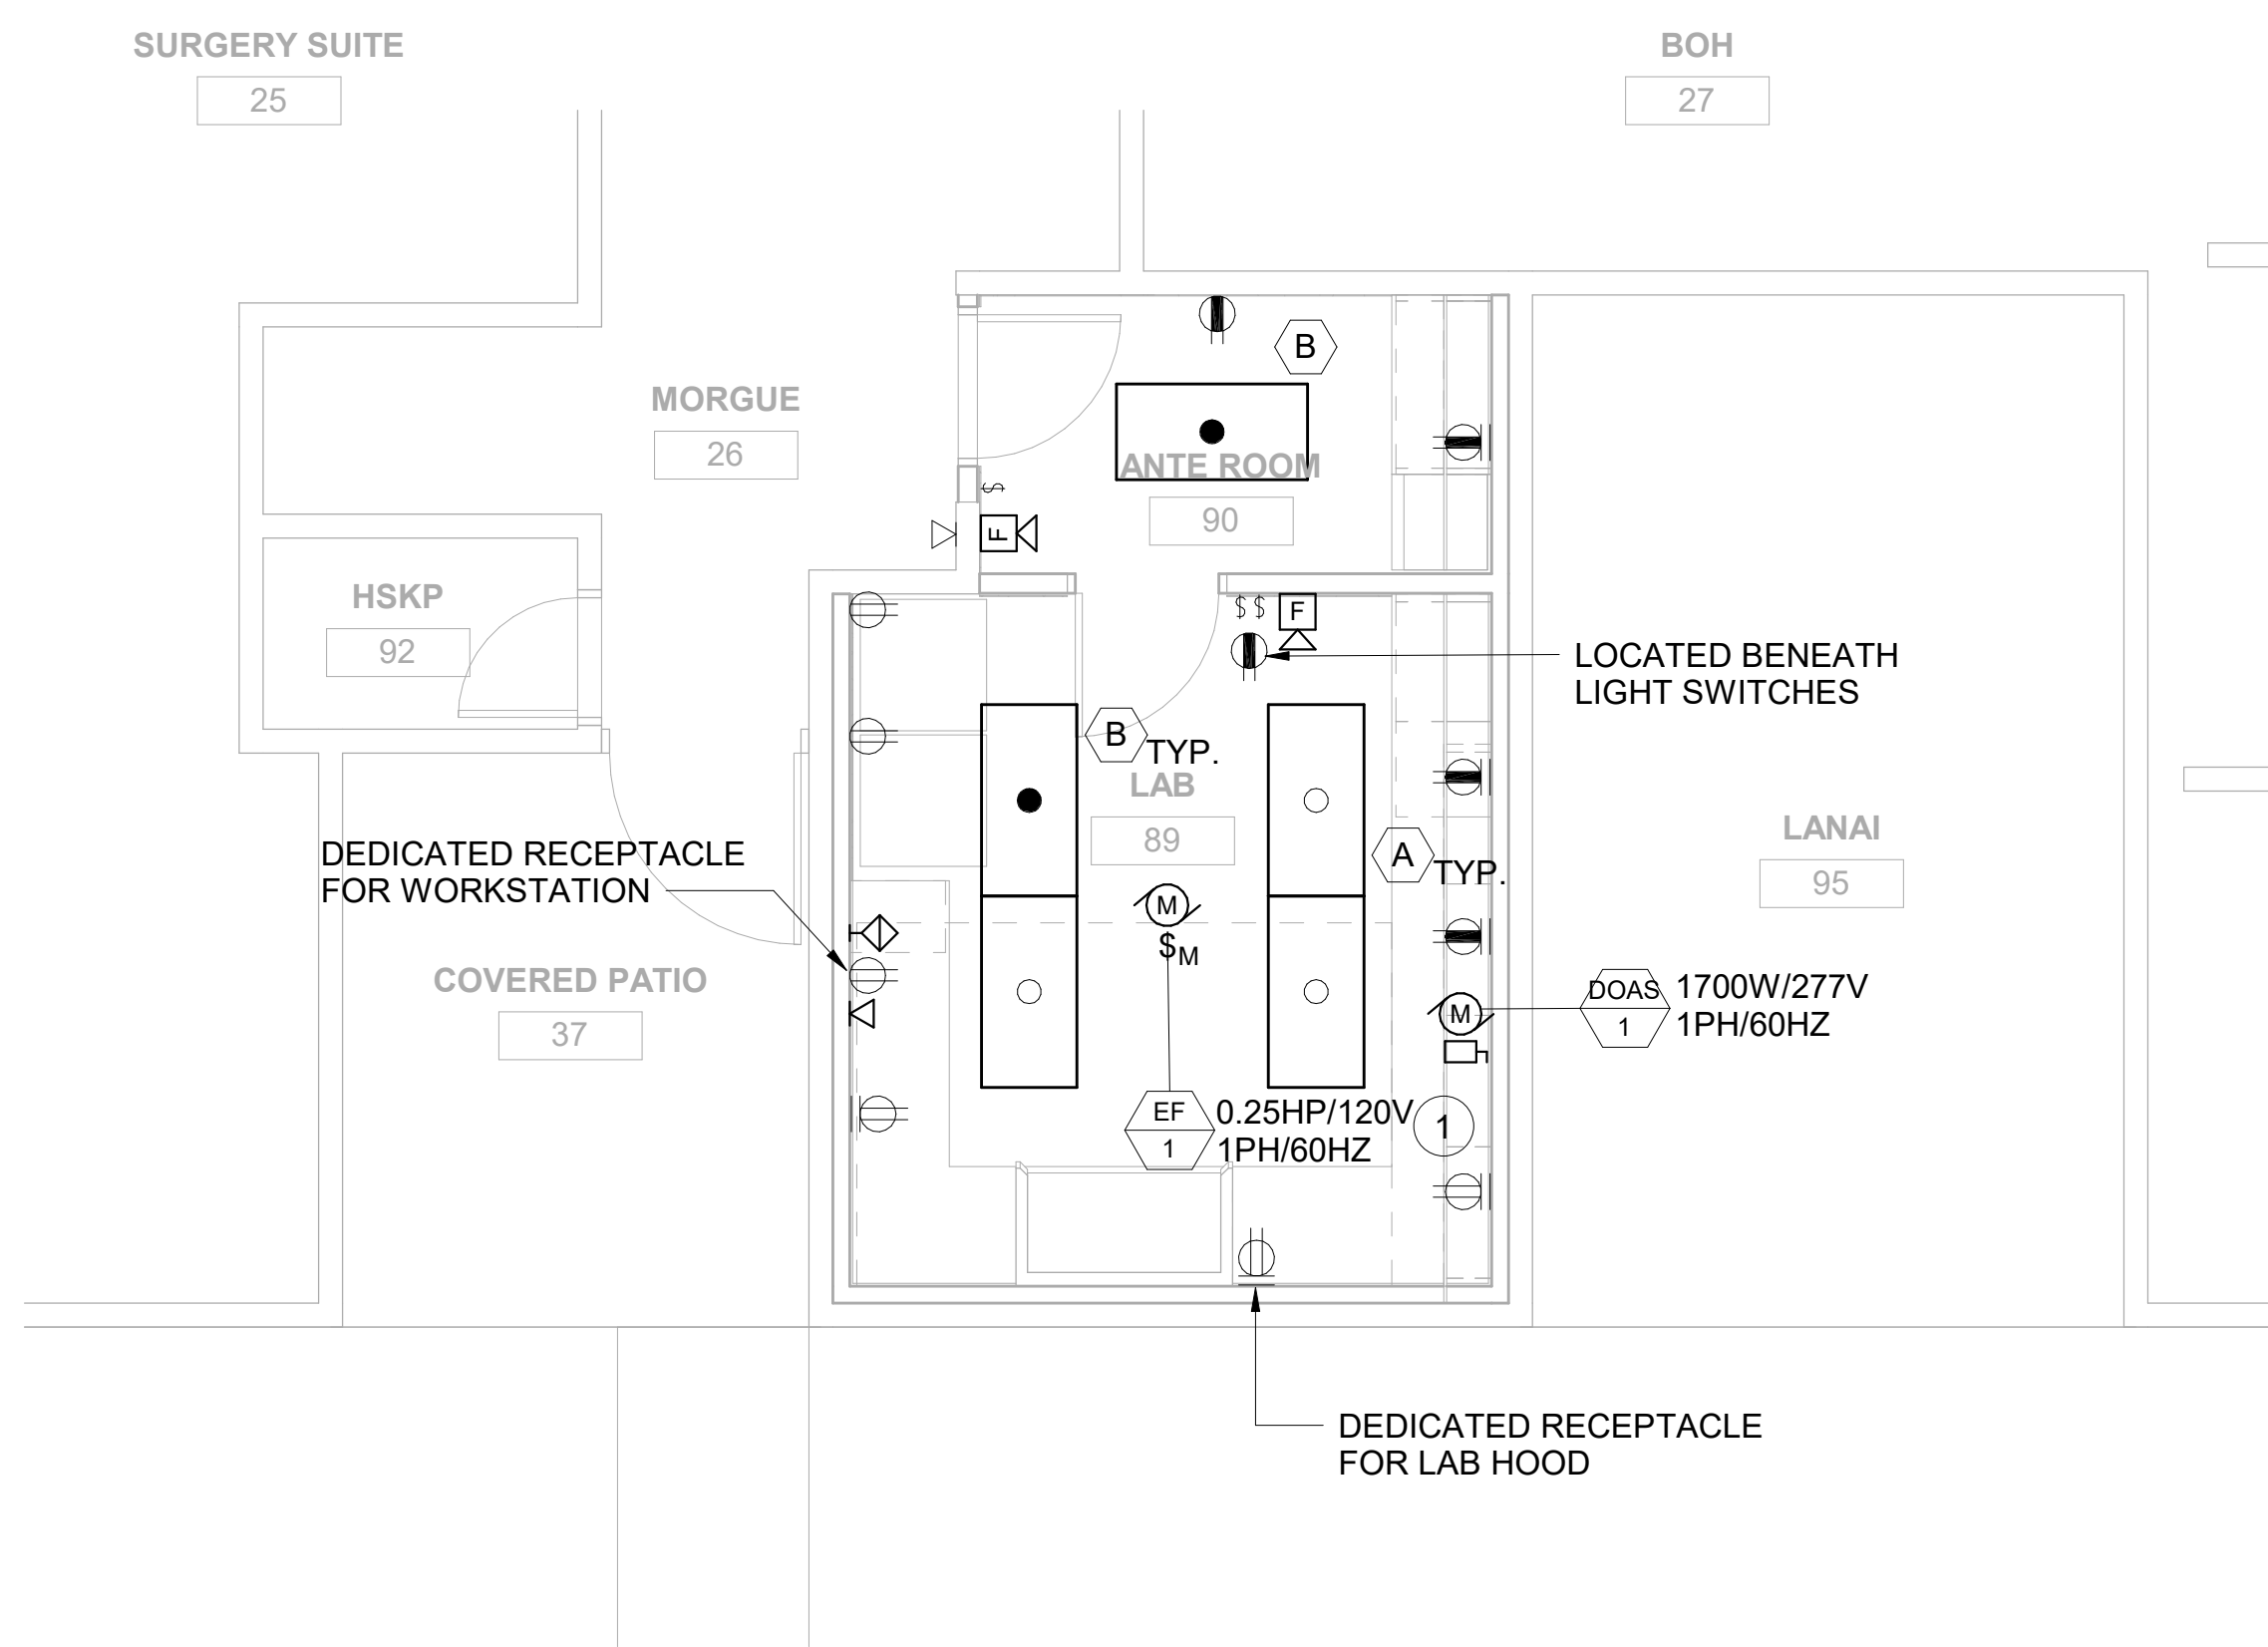 SURGERY SUITE
25
BOH
27
B
MORGUE
26
ANTE ROOM
90
$
F
HSKP
92
$ $
F
LOCATED BENEATH
LIGHT SWITCHES
B
TYP.
LAB
89
A
TYP.
LANAI
95
DEDICATED RECEPTACLE
FOR WORKSTATION
M
$M
COVERED PATIO
37
M
DOAS
1
1700W/277V
1PH/60HZ
EF
1
0.25HP/120V
1PH/60HZ
1
DEDICATED RECEPTACLE
FOR LAB HOOD